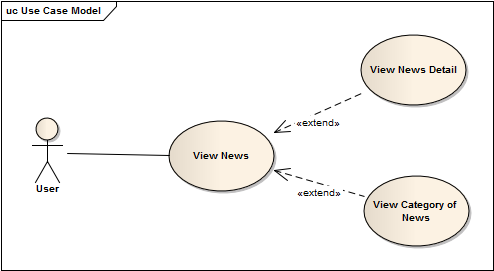 uc Use Case Model
View News Detail
«extend»
View News
User
«extend»
View Category of
News